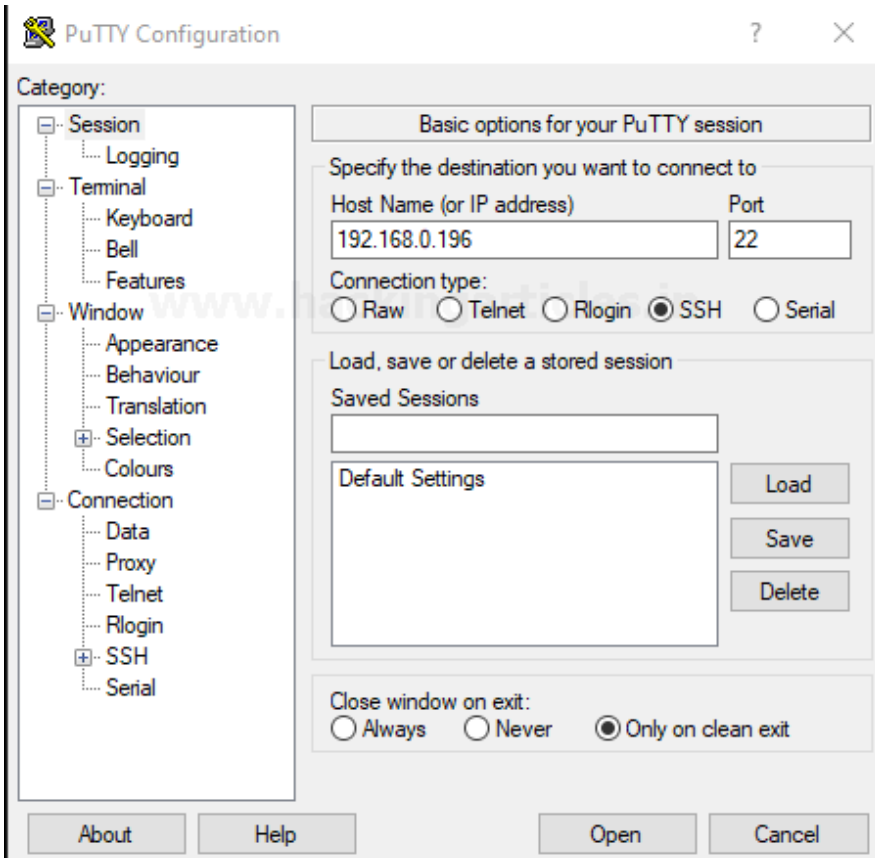 PuTTY Configuration
?
Category:
Session
Logging
Terminal
Keyboard
Bell
Features
Window
Appearance
Behaviour
Translation
Selection
Colours
Connection
Data
Proxy
Telnet
Rlogin
SSH
Serial
Basic options for your PuTTY session
Specify the destination you want to connect to
Host Name (or IP address) Port
192.168.0.196 22
Connection type:
Raw Telnet Rlogin SSH Serial
Load, save or delete a stored session
Saved Sessions
Default Settings
Load
Save
Delete
Close window on exit:
Always Never Only on clean exit
About Help Open Cancel
www.hackingarticles.in